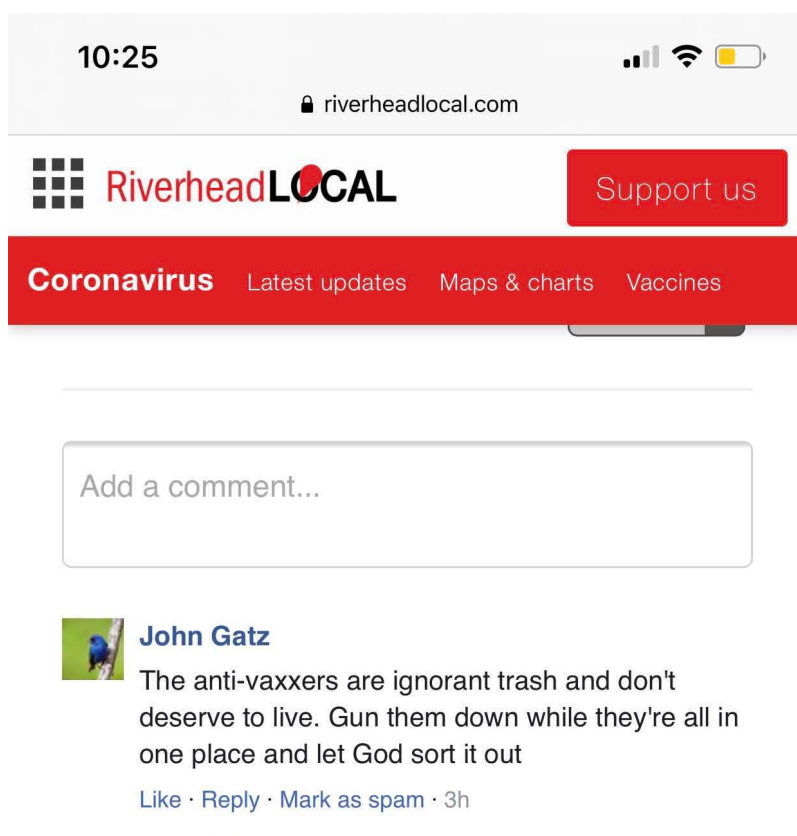 10:25
riverheadlocal.com
RiverheadLOCAL
Support us
Coronavirus Latest updates Maps & charts Vaccines
Add a comment...
John Gatz
The anti-vaxxers are ignorant trash and don't
deserve to live. Gun them down while they're all in
one place and let God sort it out
Like · Reply · Mark as spam · 3h